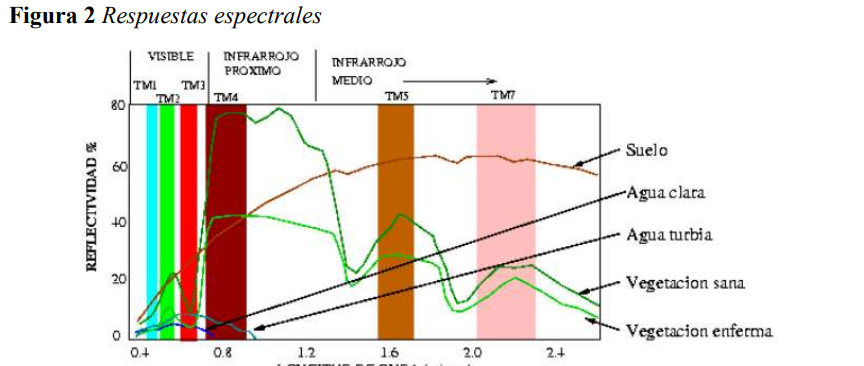 Figura 2 Respuestas espectrales
VISIBLE
INFRAROJO
PROXIMO
INFRAROJO
MEDIO
TM1
TM2
TM3
TM4
TM5
TM7
REFLECTIVIDAD %
80
60
40
20
0
0.4
0.8
1.2
1.6
2.0
2.4
Suelo
Agua clara
Agua turbia
Vegetacion sana
Vegetacion enferma